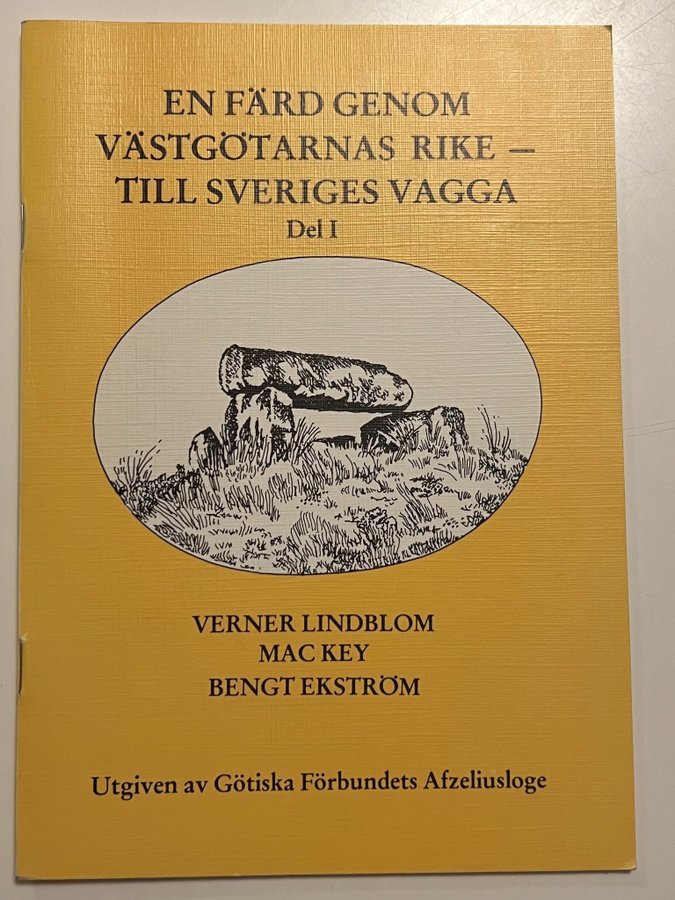 EN FÄRD GENOM
VÄSTGÖTARNAS RIKE –
TILL SVERIGES VAGGA
Del I
VERNER LINDBLOM
MAC KEY
BENGT EKSTRÖM
Utgiven av Götiska Förbundets Afzeliusloge